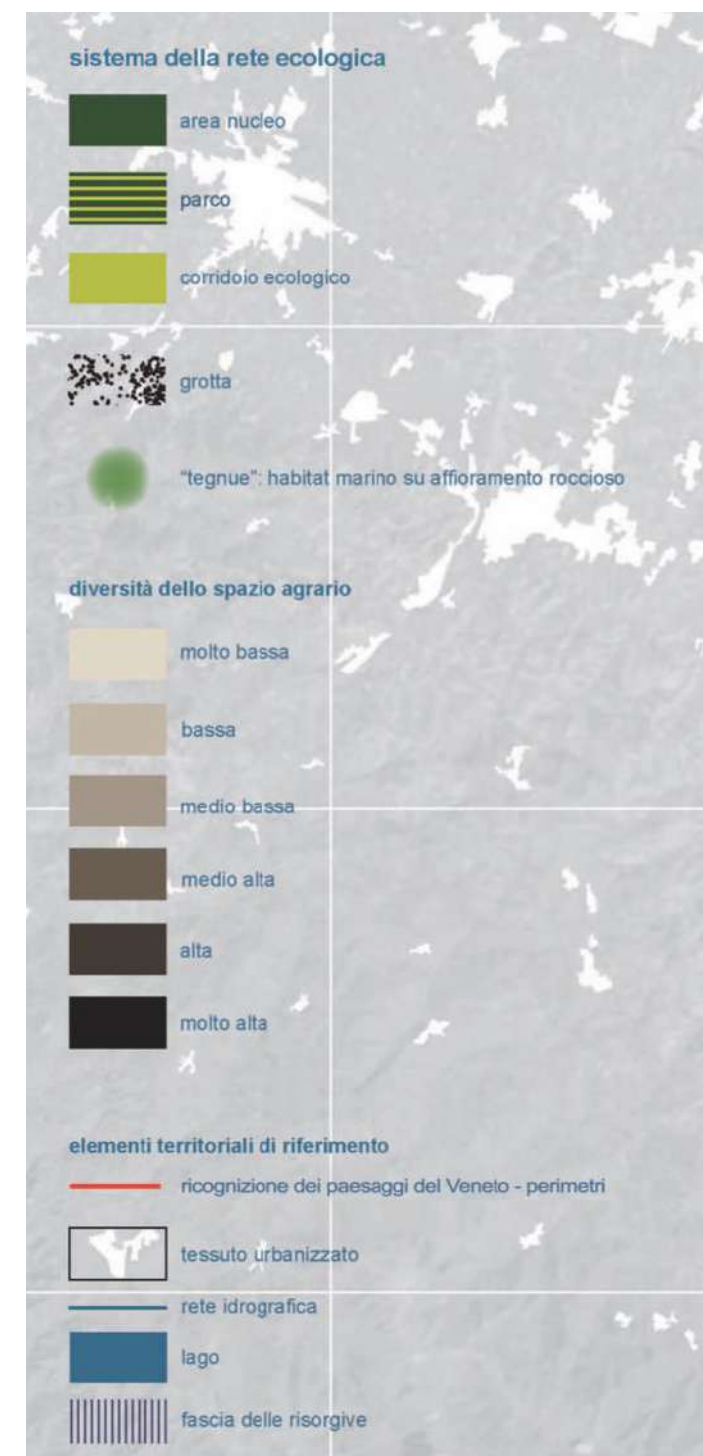 sistema della rete ecologica
area nucleo
parco
corridoio ecologico
grotta
"tegnue": habitat marino su affioramento roccioso
diversità dello spazio agrario
molto bassa
bassa
medio bassa
medio alta
alta
molto alta
elementi territoriali di riferimento
ricognizione dei paesaggi del Veneto - perimetri
tessuto urbanizzato
rete idrografica
lago
fascia delle risorgive